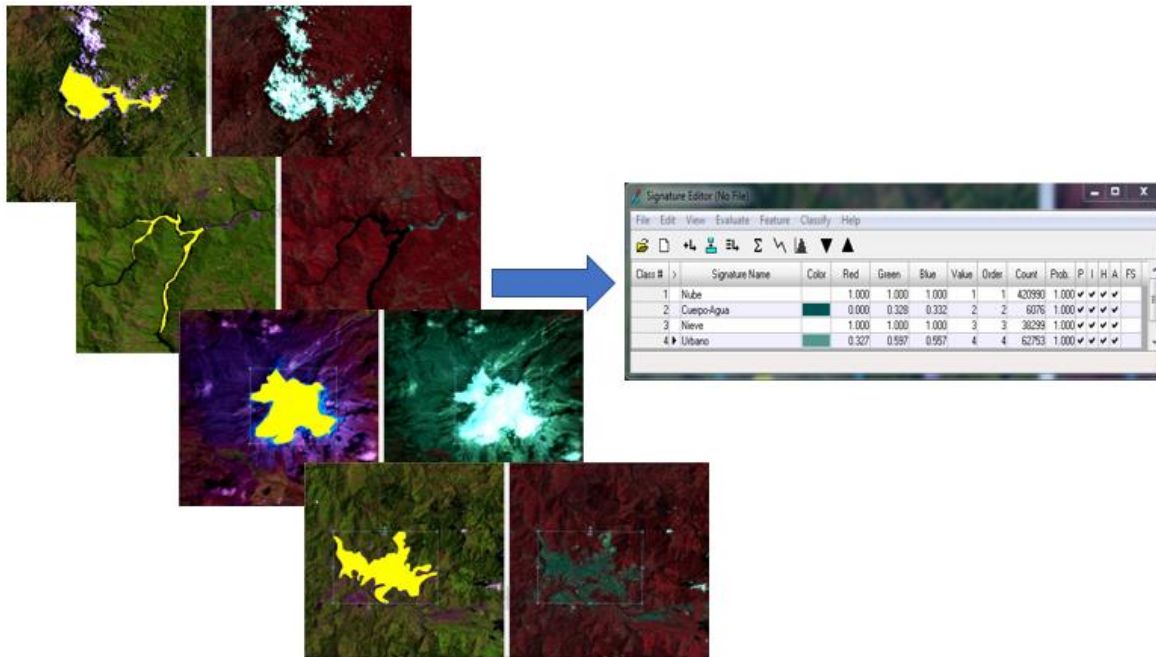 Signature Editor (No File)
File Edit View Evaluate Feature Classify Help
Class # > Signature Name Color Red Green Blue Value Order Count Prob. P I H A FS
1 Nube 1.000 1.000 1.000 1 1 420990 1.000 ✔ ✔ ✔ ✔
2 Cuerpo-Agua 0.000 0.328 0.332 2 2 6076 1.000 ✔ ✔ ✔ ✔
3 Nieve 1.000 1.000 1.000 3 3 38299 1.000 ✔ ✔ ✔ ✔
4 Urbano 0.327 0.597 0.557 4 4 62753 1.000 ✔ ✔ ✔ ✔